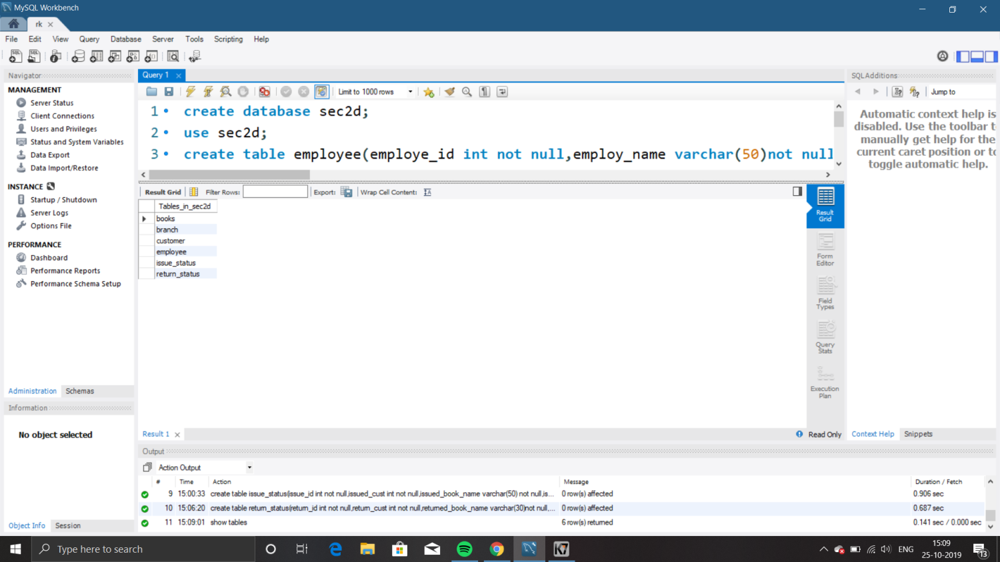 MySQL Workbench
rk
File Edit View Query Database Server Tools Scripting Help
Navigator
MANAGEMENT
Server Status
Client Connections
Users and Privileges
Status and System Variables
Data Export
Data Import/Restore
INSTANCE
Startup / Shutdown
Server Logs
Options File
PERFORMANCE
Dashboard
Performance Reports
Performance Schema Setup
Administration Schemas
Information
No object selected
Object Info Session
Query 1
Limit to 1000 rows
1 create database sec2d;
2 use sec2d;
3 create table employee(employe_id int not null,employ_name varchar(50)not null
Result Grid Filter Rows: Export: Wrap Cell Content:
Tables_in_sec2d
books
branch
customer
employee
issue_status
return_status
Result Grid
Form Editor
Field Types
Query Stats
Execution Plan
Result 1
Read Only
SQLAdditions
Jump to
Automatic context help is
disabled. Use the toolbar t
manually get help for the
current caret position or to
toggle automatic help.
Context Help Snippets
Output
Action Output
# Time Action Message Duration / Fetch
9 15:00:33 create table issue_status(issue_id int not null,issued_cust int not null,issued_book_name varchar(50) not null,is... 0 row(s) affected 0.906 sec
10 15:06:20 create table return_status(return_id int not null,return_cust int not null,returned_book_name varchar(30)not null,... 0 row(s) affected 0.687 sec
11 15:09:01 show tables 6 row(s) returned 0.141 sec / 0.000 sec
Type here to search
K7
ENG
15:09
25-10-2019
13